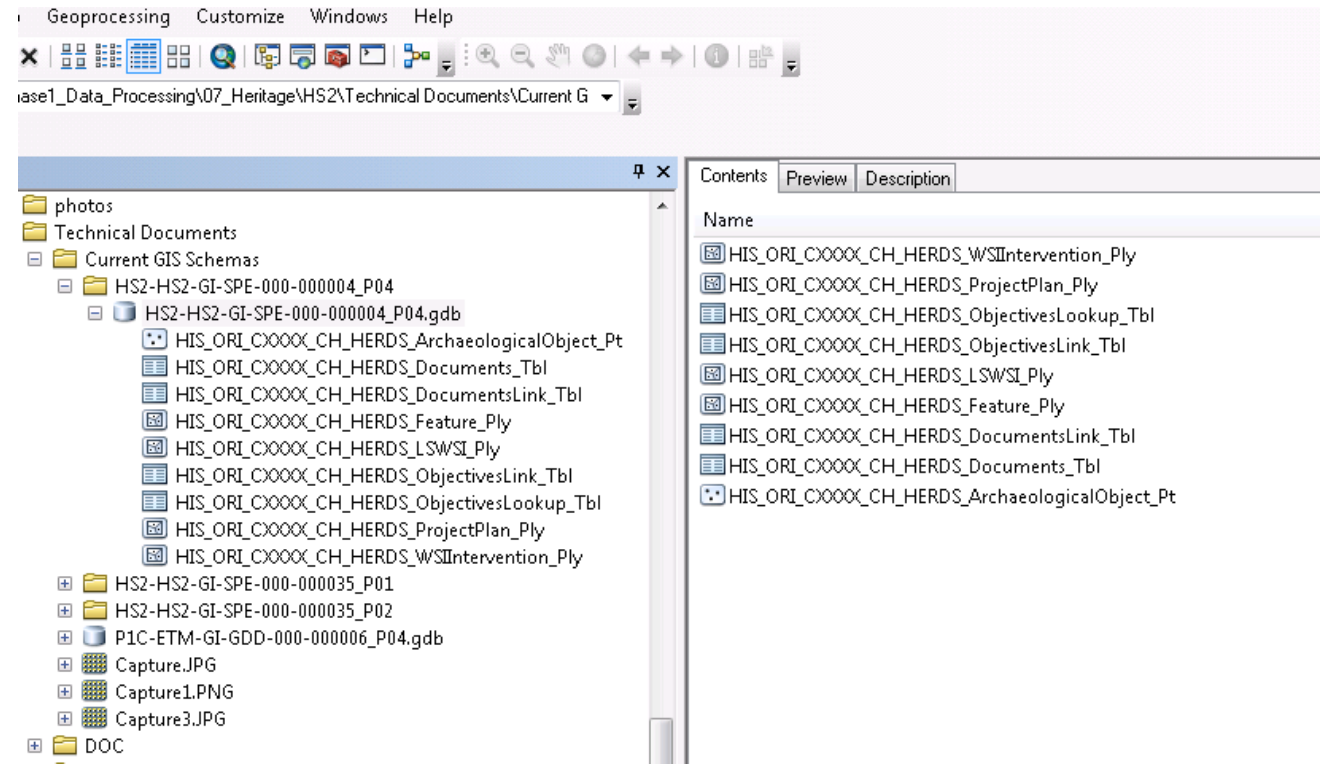 Geoprocessing Customize Windows Help
ase1_Data_Processing\07_Heritage\HS2\Technical Documents\Current G
photos
Technical Documents
Current GIS Schemas
HS2-HS2-GI-SPE-000-000004_P04
HS2-HS2-GI-SPE-000-000004_P04.gdb
HIS_ORI_CXXXX_CH_HERDS_ArchaeologicalObject_Pt
HIS_ORI_CXXXX_CH_HERDS_Documents_Tbl
HIS_ORI_CXXXX_CH_HERDS_DocumentsLink_Tbl
HIS_ORI_CXXXX_CH_HERDS_Feature_Ply
HIS_ORI_CXXXX_CH_HERDS_LSWSI_Ply
HIS_ORI_CXXXX_CH_HERDS_ObjectivesLink_Tbl
HIS_ORI_CXXXX_CH_HERDS_ObjectivesLookup_Tbl
HIS_ORI_CXXXX_CH_HERDS_ProjectPlan_Ply
HIS_ORI_CXXXX_CH_HERDS_WSIIntervention_Ply
HS2-HS2-GI-SPE-000-000035_P01
HS2-HS2-GI-SPE-000-000035_P02
P1C-ETM-GI-GDD-000-000006_P04.gdb
Capture.JPG
Capture1.PNG
Capture3.JPG
DOC
Contents Preview Description
Name
HIS_ORI_CXXXX_CH_HERDS_WSIIntervention_Ply
HIS_ORI_CXXXX_CH_HERDS_ProjectPlan_Ply
HIS_ORI_CXXXX_CH_HERDS_ObjectivesLookup_Tbl
HIS_ORI_CXXXX_CH_HERDS_ObjectivesLink_Tbl
HIS_ORI_CXXXX_CH_HERDS_LSWSI_Ply
HIS_ORI_CXXXX_CH_HERDS_Feature_Ply
HIS_ORI_CXXXX_CH_HERDS_DocumentsLink_Tbl
HIS_ORI_CXXXX_CH_HERDS_Documents_Tbl
HIS_ORI_CXXXX_CH_HERDS_ArchaeologicalObject_Pt